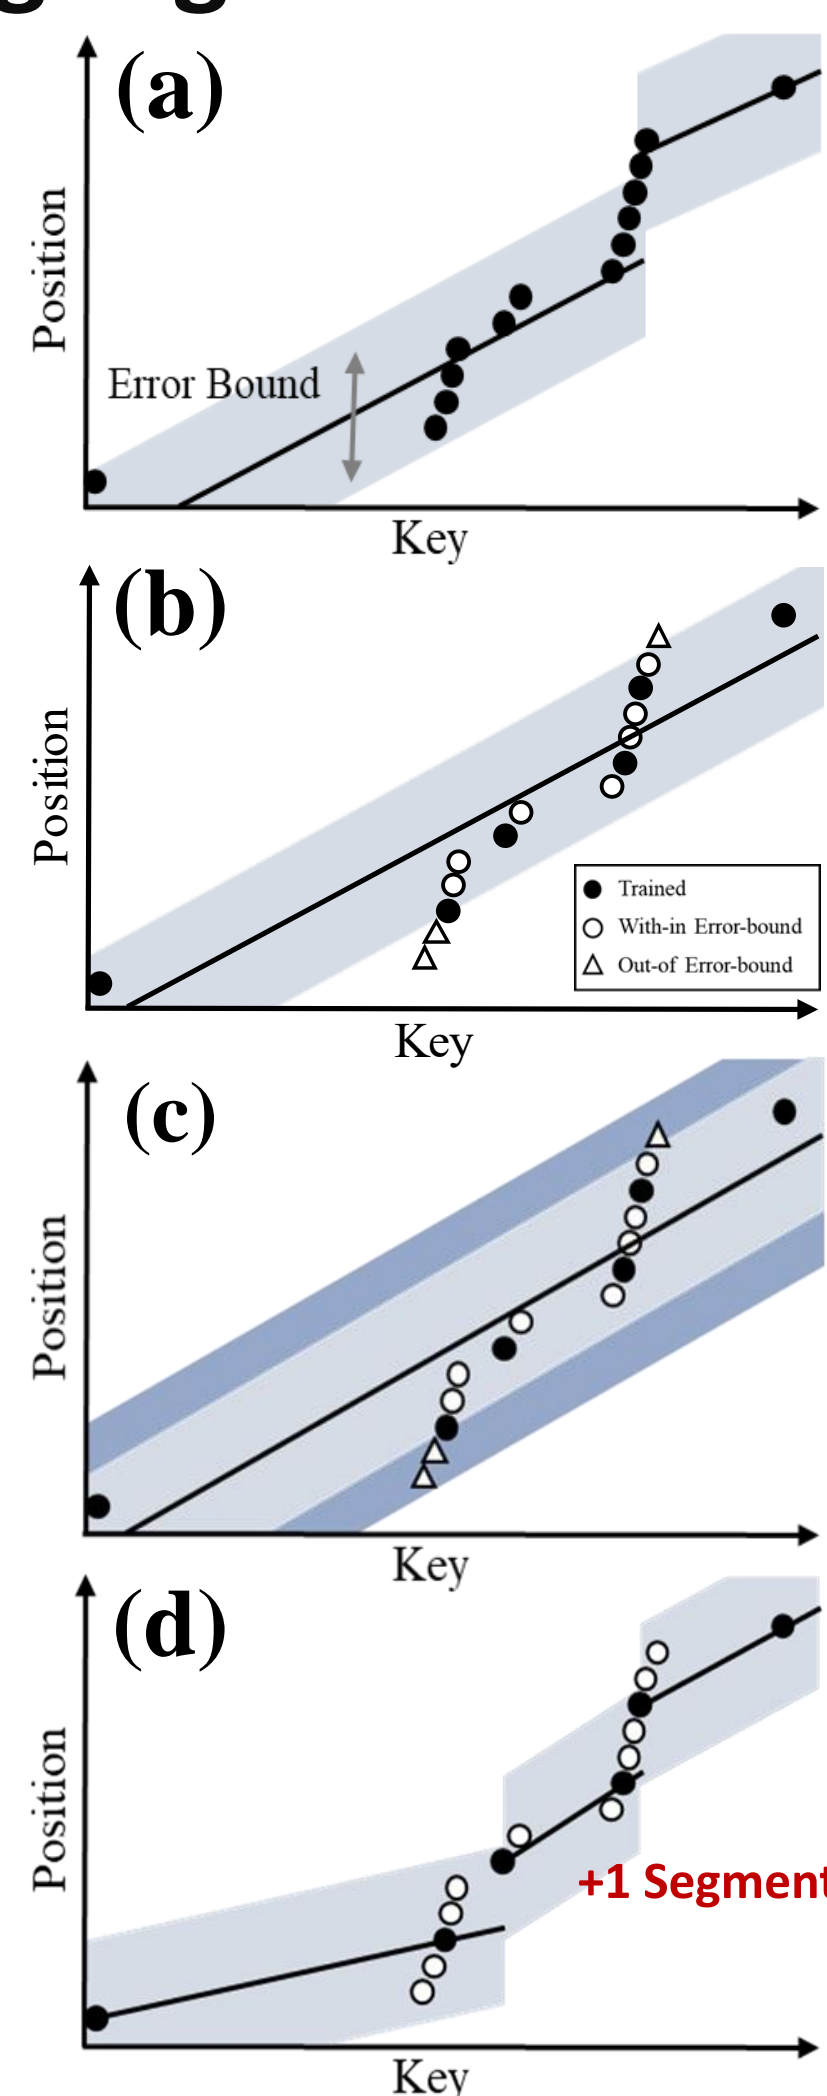 (a)
Position
Error Bound
Key
(b)
Position
Trained
With-in Error-bound
Out-of Error-bound
Key
(c)
Position
Key
(d)
Position
+1 Segment
Key